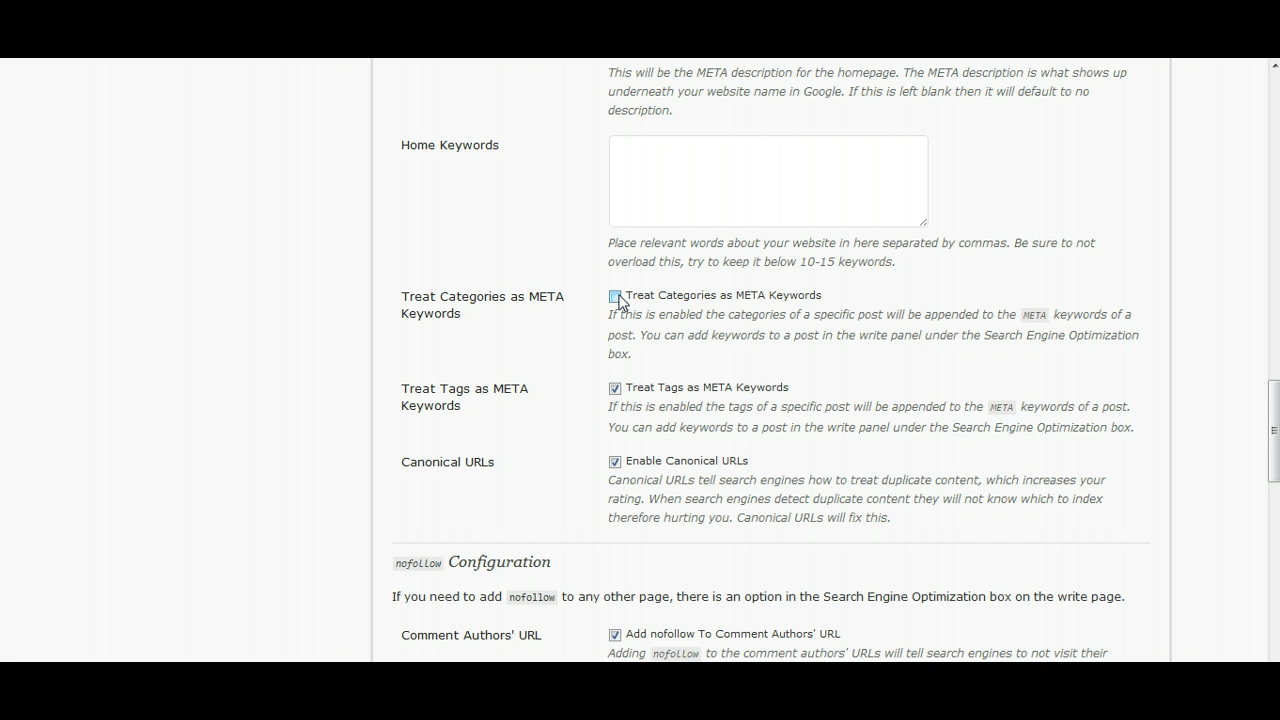 This will be the META description for the homepage. The META description is what shows up
underneath your website name in Google. If this is left blank then it will default to no
description.
Home Keywords
Place relevant words about your website in here separated by commas. Be sure to not
overload this, try to keep it below 10-15 keywords.
Treat Categories as META
Keywords
Treat Categories as META Keywords
If this is enabled the categories of a specific post will be appended to the META keywords of a
post. You can add keywords to a post in the write panel under the Search Engine Optimization
box.
Treat Tags as META
Keywords
Treat Tags as META Keywords
If this is enabled the tags of a specific post will be appended to the META keywords of a post.
You can add keywords to a post in the write panel under the Search Engine Optimization box.
Canonical URLs
Enable Canonical URLs
Canonical URLs tell search engines how to treat duplicate content, which increases your
rating. When search engines detect duplicate content they will not know which to index
therefore hurting you. Canonical URLs will fix this.
nofollow Configuration
If you need to add nofollow to any other page, there is an option in the Search Engine Optimization box on the write page.
Comment Authors' URL
Add nofollow To Comment Authors' URL
Adding nofollow to the comment authors' URLs will tell search engines to not visit their